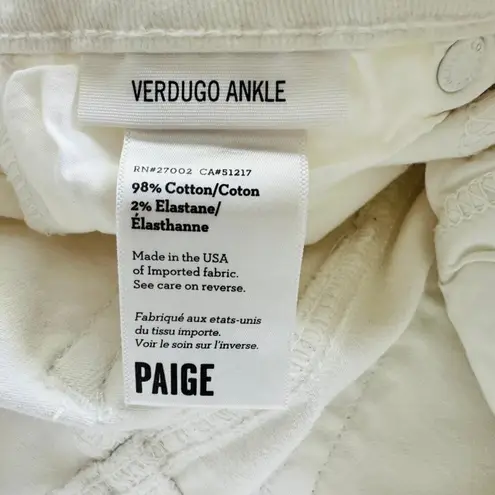 VERDUGO ANKLE
RN#27002 CA#51217
98% Cotton/Coton
2% Elastane/
Élasthanne
Made in the USA
of Imported fabric.
See care on reverse.
Fabriqué aux etats-unis
du tissu importe.
Voir le soin sur l'inverse.
PAIGE